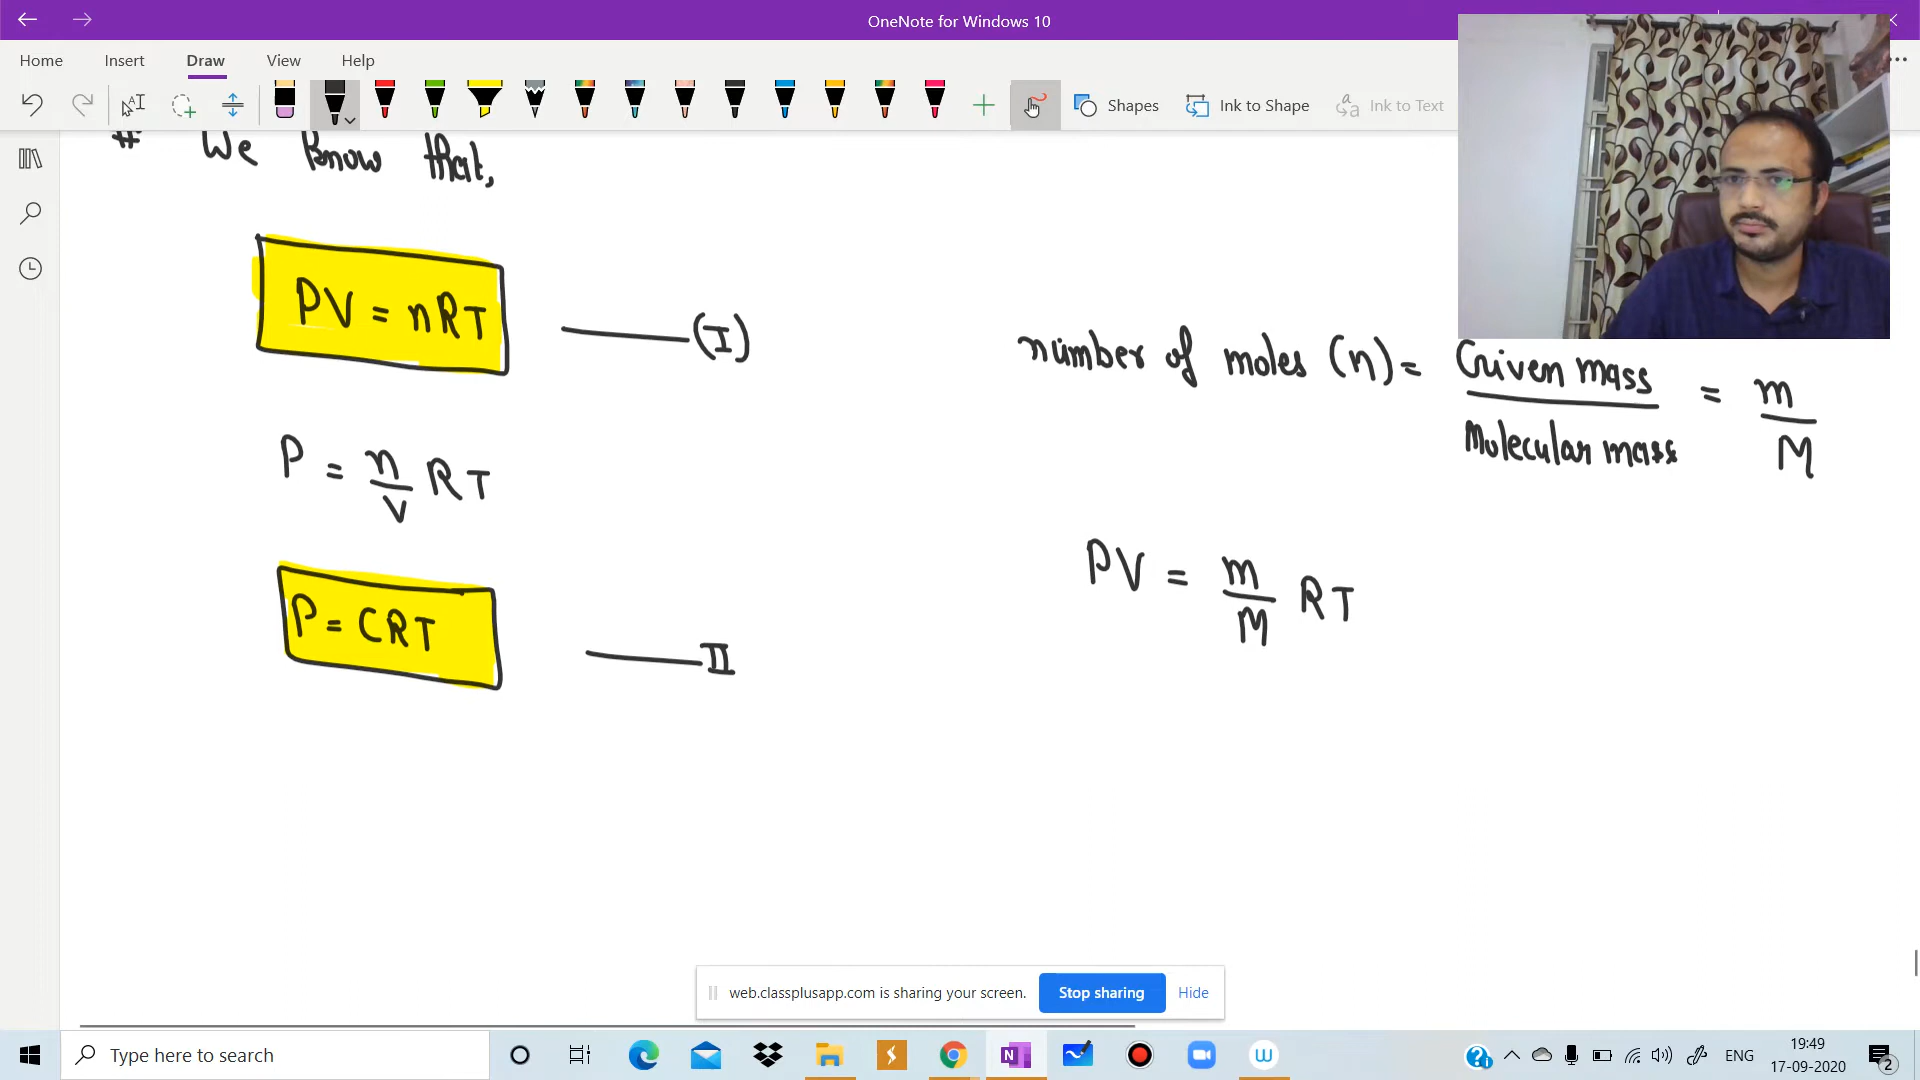 OneNote for Windows 10
Home Insert Draw View Help
Shapes Ink to Shape Ink to Text
# We know that,
PV = nRT (I)
number of moles (n) = Given mass / Molecular mass = m / M
P = n/V RT
PV = m/M RT
P = CRT II
web.classplusapp.com is sharing your screen. Stop sharing Hide
Type here to search
ENG
19:49
17-09-2020
2